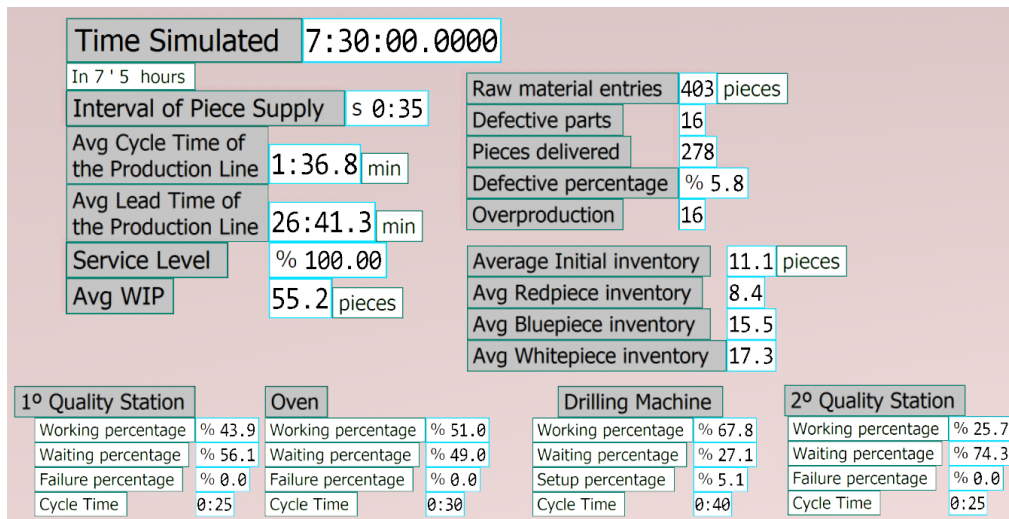 Time Simulated 7:30:00.0000
In 7'5 hours
Interval of Piece Supply s 0:35
Avg Cycle Time of
the Production Line 1:36.8 min
Avg Lead Time of
the Production Line 26:41.3 min
Service Level % 100.00
Avg WIP 55.2 pieces
Raw material entries 403 pieces
Defective parts 16
Pieces delivered 278
Defective percentage % 5.8
Overproduction 16
Average Initial inventory 11.1 pieces
Avg Redpiece inventory 8.4
Avg Bluepiece inventory 15.5
Avg Whitepiece inventory 17.3
1º Quality Station
Working percentage % 43.9
Waiting percentage % 56.1
Failure percentage % 0.0
Cycle Time 0:25
Oven
Working percentage % 51.0
Waiting percentage % 49.0
Failure percentage % 0.0
Cycle Time 0:30
Drilling Machine
Working percentage % 67.8
Waiting percentage % 27.1
Setup percentage % 5.1
Cycle Time 0:40
2º Quality Station
Working percentage % 25.7
Waiting percentage % 74.3
Failure percentage % 0.0
Cycle Time 0:25